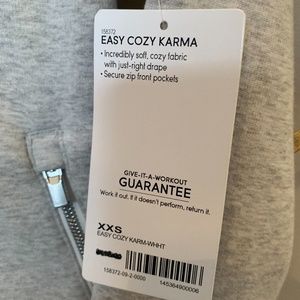 158372
EASY COZY KARMA
• Incredibly soft, cozy fabric
with just-right drape
• Secure zip front pockets
GIVE-IT-A-WORKOUT
GUARANTEE
Work it out. If it doesn't perform, return it.
XXS
EASY COZY KARM-WHHT
158372-09-2-0000
145364900006